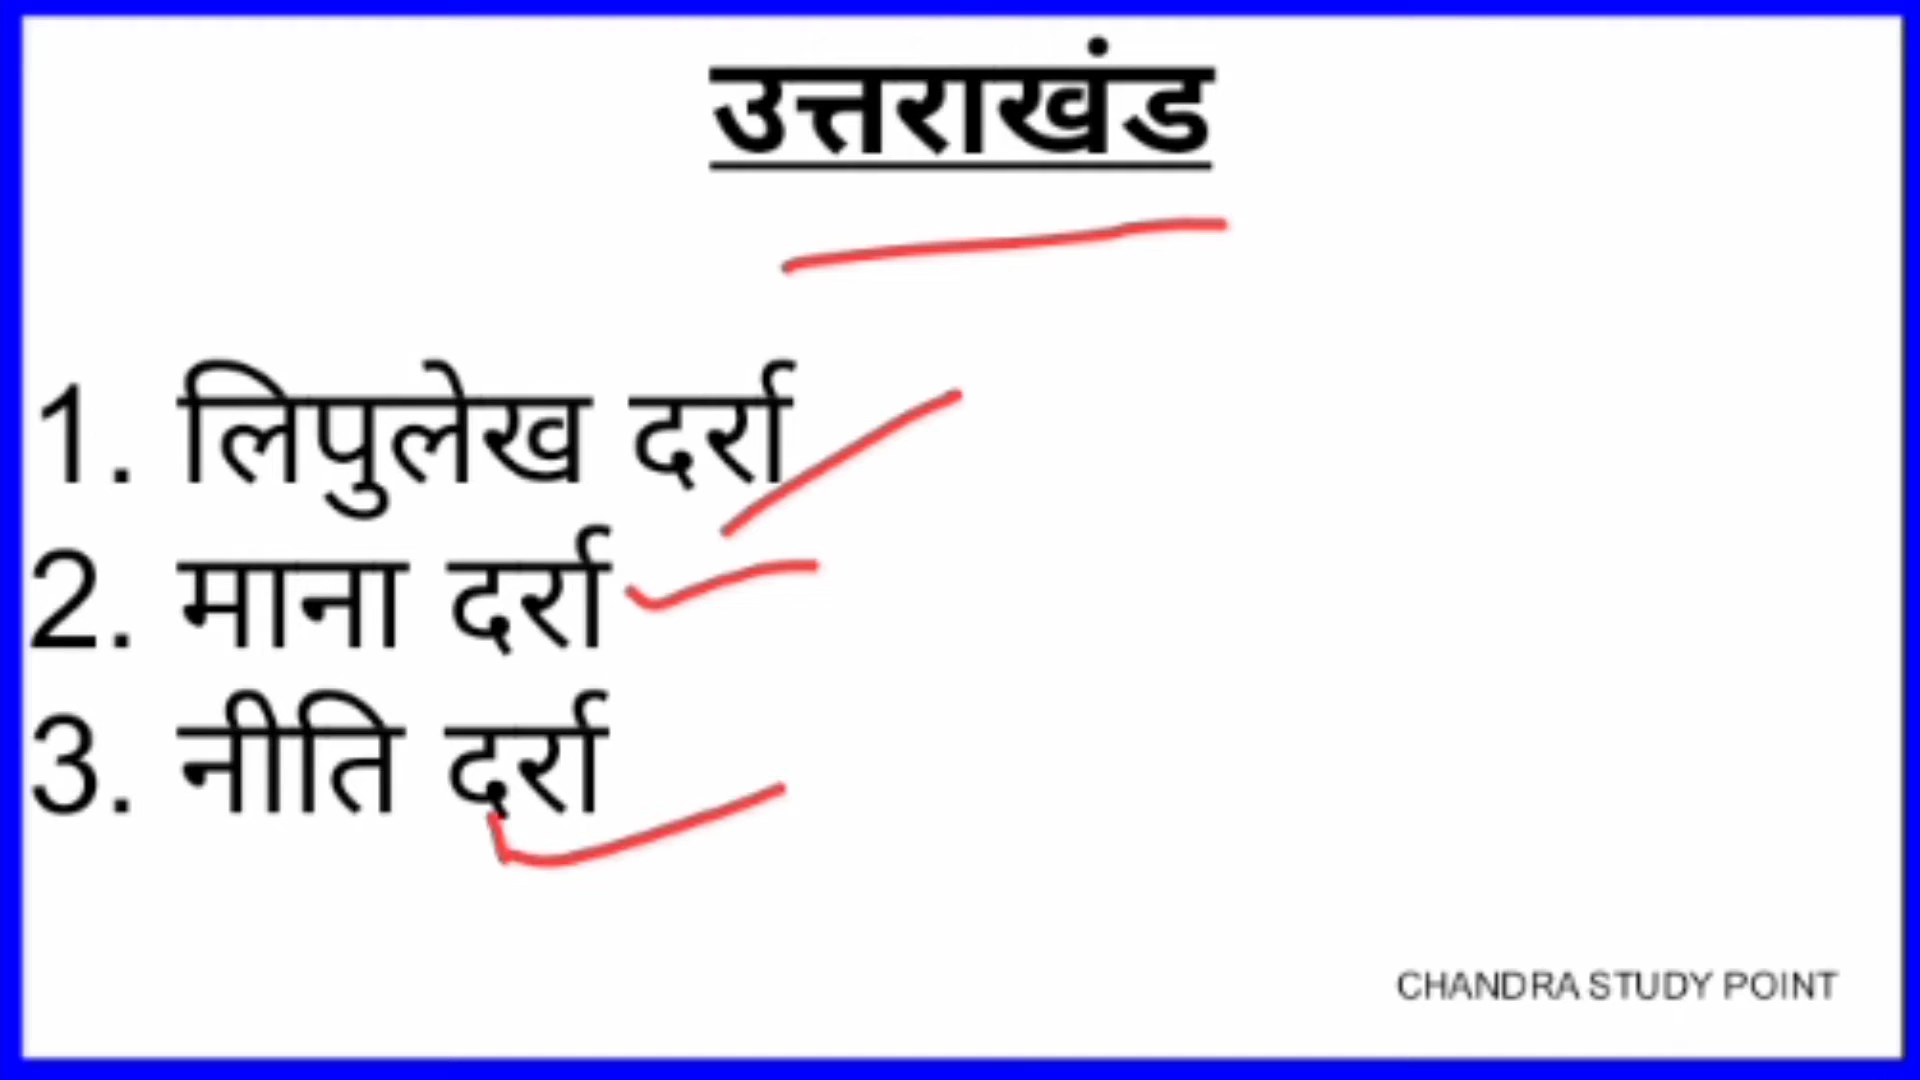 उत्तराखंड
1. लिपुलेख दर्रा
2. माना दर्रा
3. नीति दर्रा
CHANDRA STUDY POINT